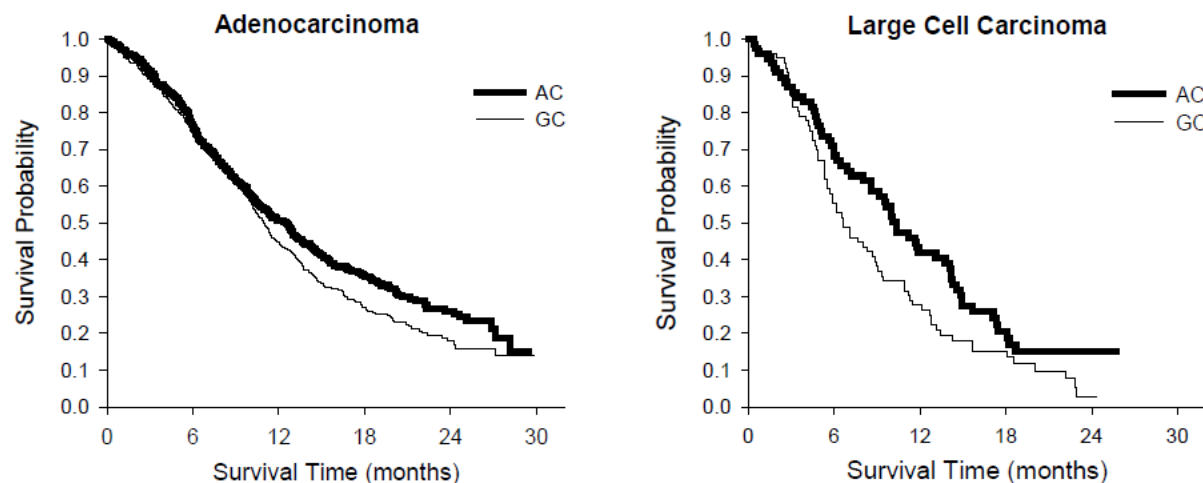 Adenocarcinoma
1.0
0.9
0.8
0.7
0.6
0.5
0.4
0.3
0.2
0.1
0.0
Survival Probability
AC
GC
0 6 12 18 24 30
Survival Time (months)
Large Cell Carcinoma
1.0
0.9
0.8
0.7
0.6
0.5
0.4
0.3
0.2
0.1
0.0
Survival Probability
AC
GC
0 6 12 18 24 30
Survival Time (months)